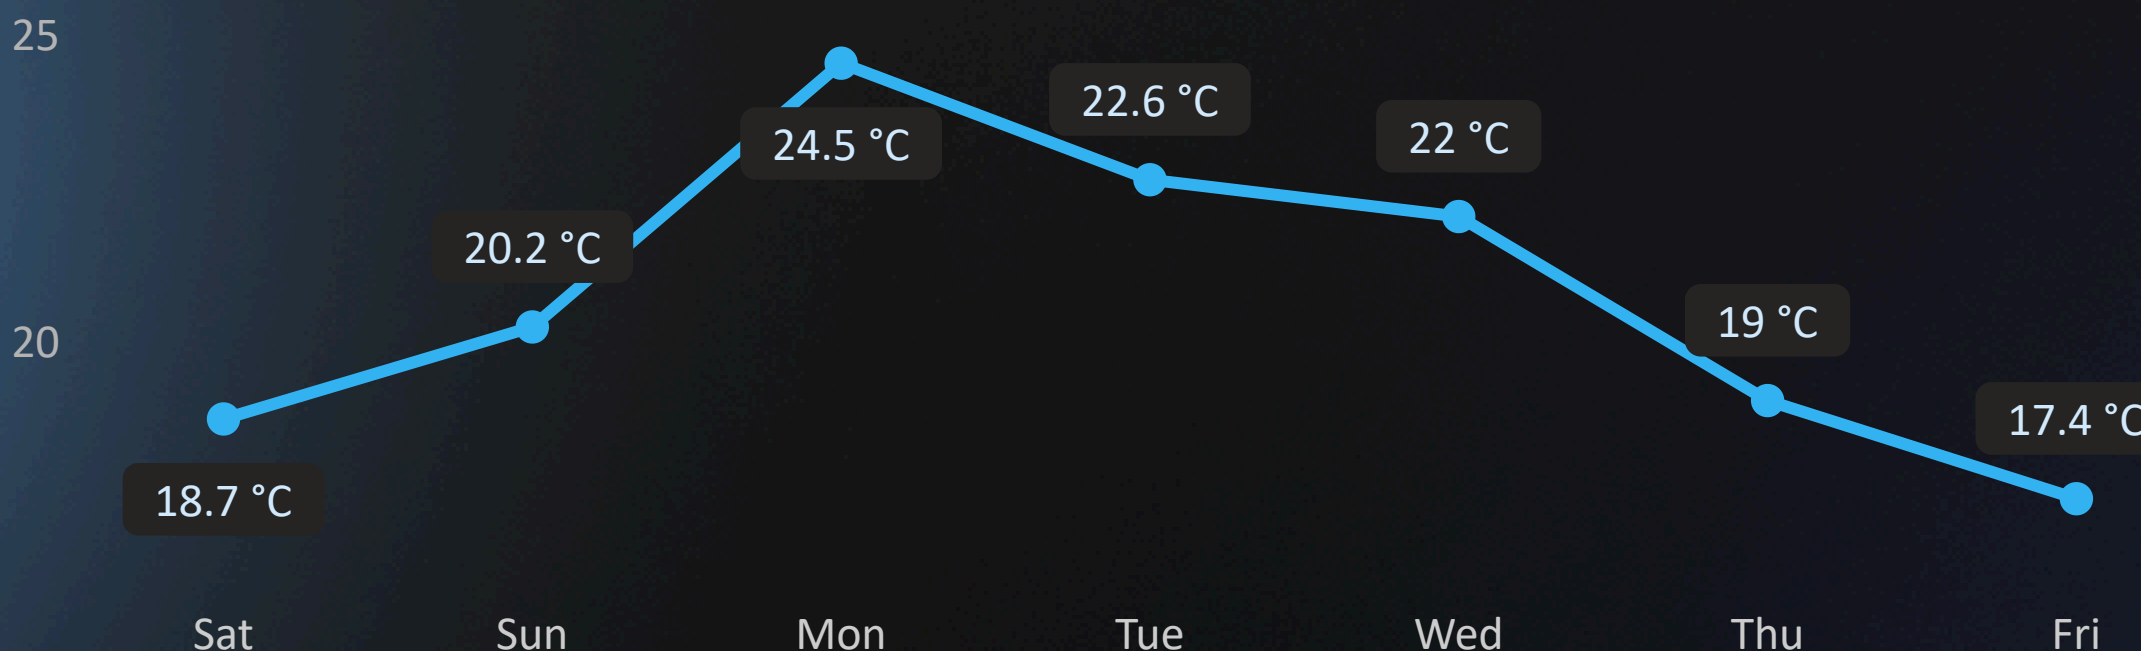 25
22.6 °C
22 °C
24.5 °C
20.2 °C
19 °C
20
17.4 °C
18.7 °C
Sat Sun Mon Tue Wed Thu Fri